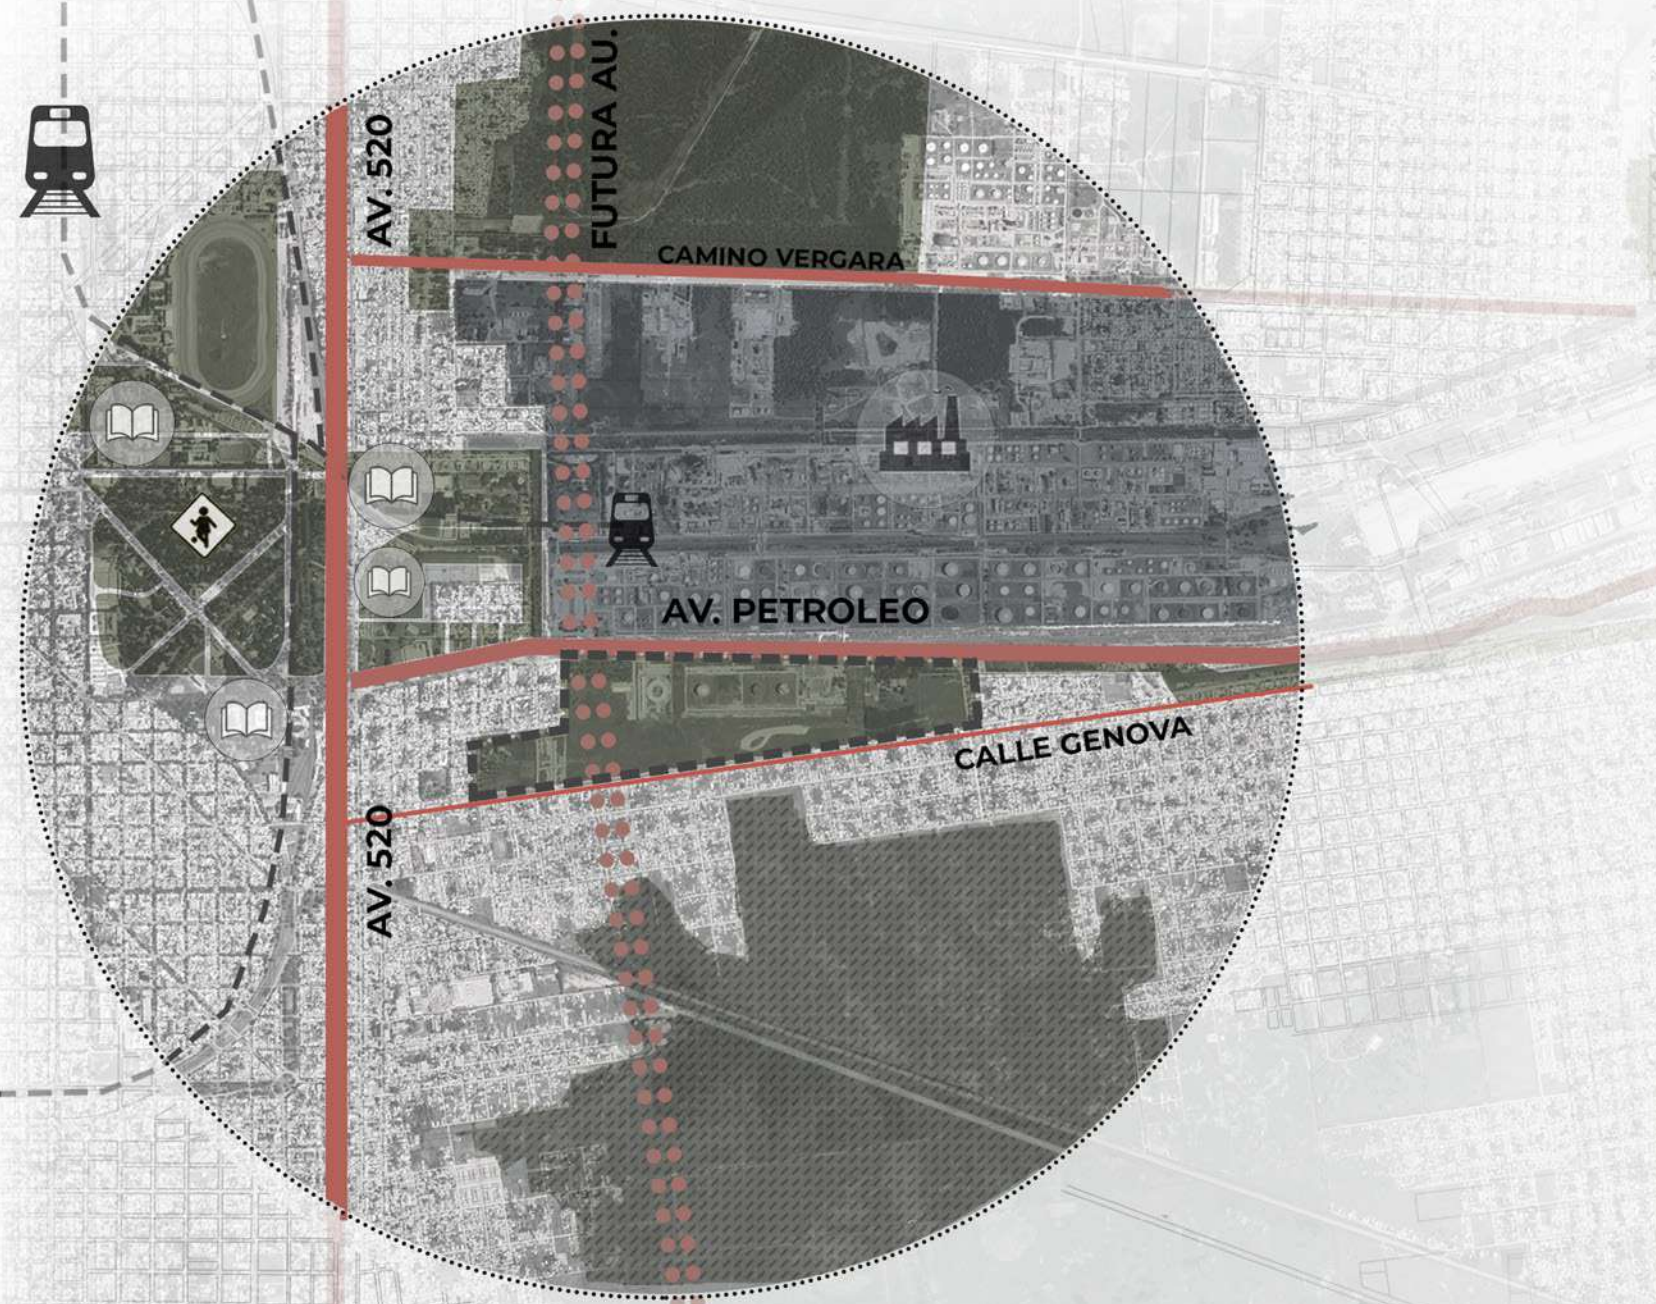 AV. 520
FUTURA AU.
CAMINO VERGARA
AV. PETROLEO
CALLE GENOVA
AV. 520